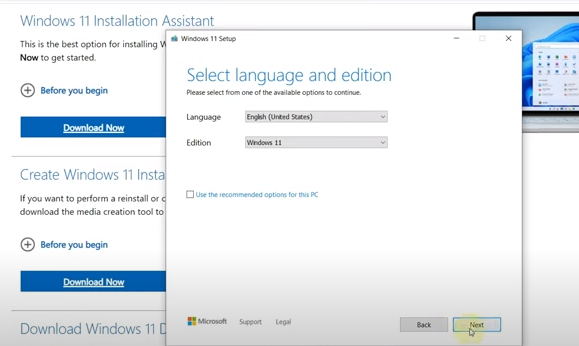 Windows 11 Installation Assistant
This is the best option for installing W
Now to get started.
Before you begin
Download Now
Create Windows 11 Insta
If you want to perform a reinstall or c
download the media creation tool to
Before you begin
Download Now
Download Windows 11 D
Windows 11 Setup
Select language and edition
Please select from one of the available options to continue.
Language
English (United States)
Edition
Windows 11
Use the recommended options for this PC
Microsoft
Support
Legal
Back
Next